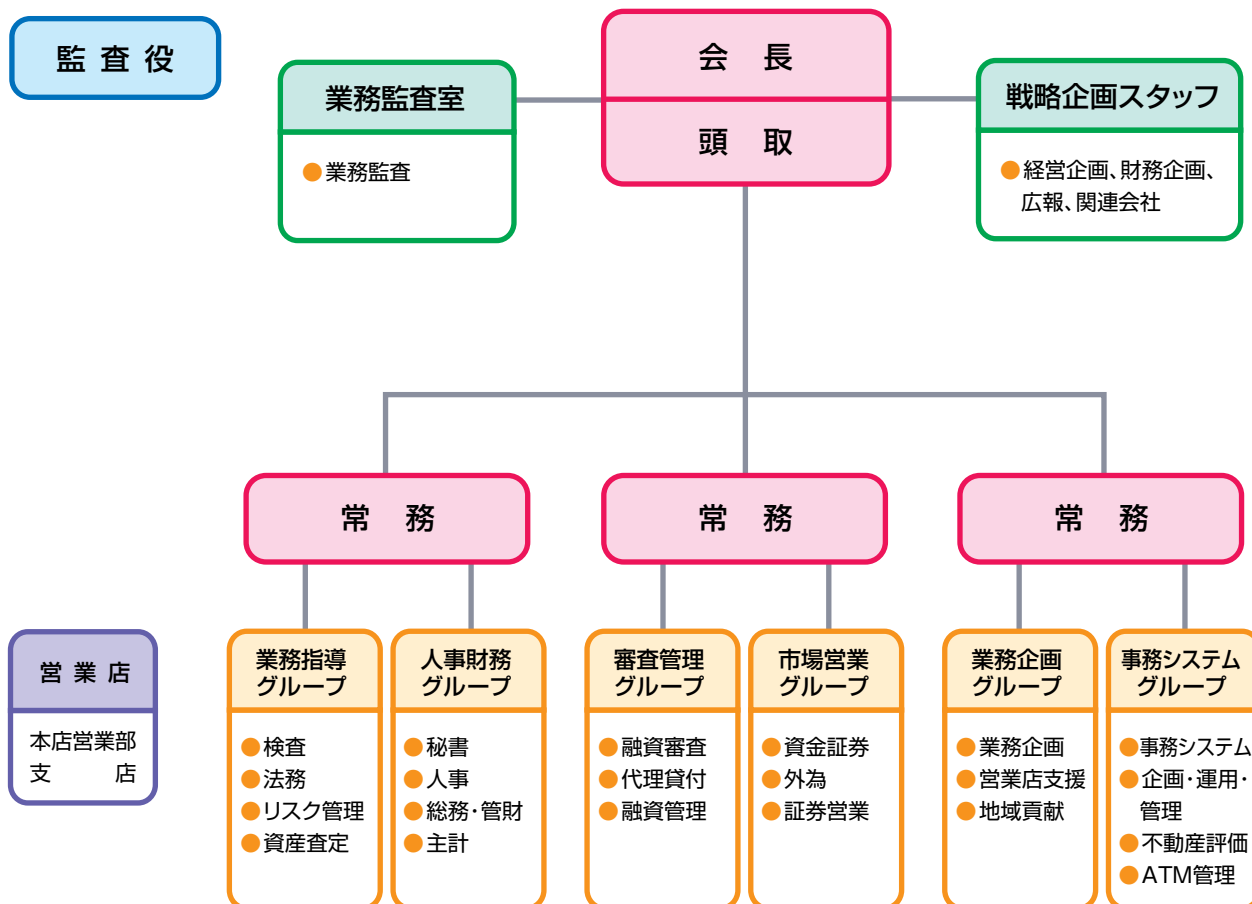 監査役
会長
頭取
業務監査室
●業務監査
戦略企画スタッフ
●経営企画、財務企画、
広報、関連会社
常務
常務
常務
営業店
本店営業部
支店
業務指導
グループ
●検査
●法務
●リスク管理
●資産査定
人事財務
グループ
●秘書
●人事
●総務・管財
●主計
審査管理
グループ
●融資審査
●代理貸付
●融資管理
市場営業
グループ
●資金証券
●外為
●証券営業
業務企画
グループ
●業務企画
●営業店支援
●地域貢献
事務システム
グループ
●事務システム
●企画・運用・
管理
●不動産評価
●ATM管理